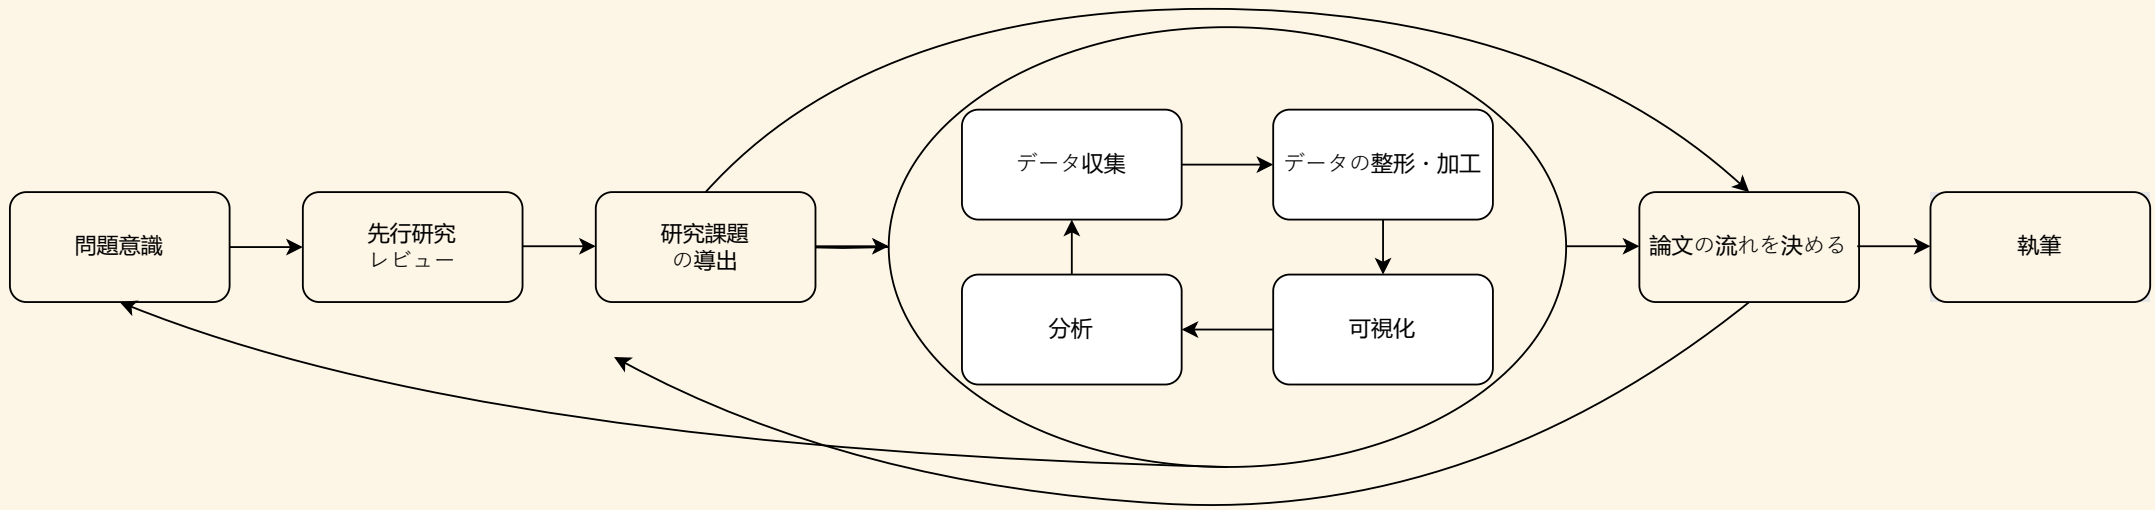 問題意識
先行研究
レビュー
研究課題
の導出
データ収集
データの整形・加工
分析
可視化
論文の流れを決める
執筆